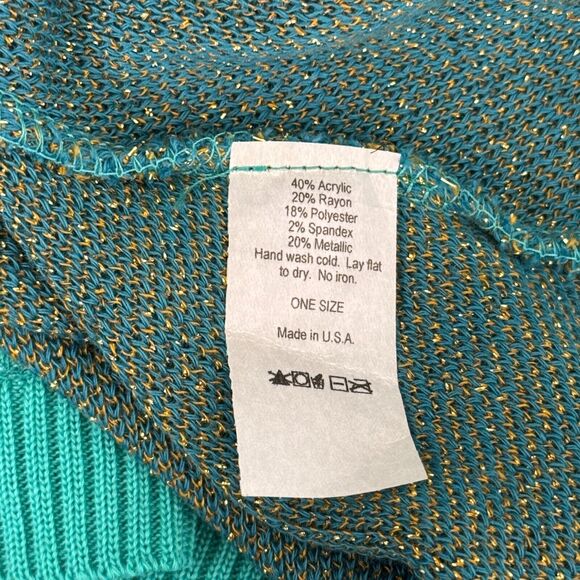 40% Acrylic
20% Rayon
18% Polyester
2% Spandex
20% Metallic
Hand wash cold. Lay flat
to dry. No iron.
ONE SIZE
Made in U.S.A.